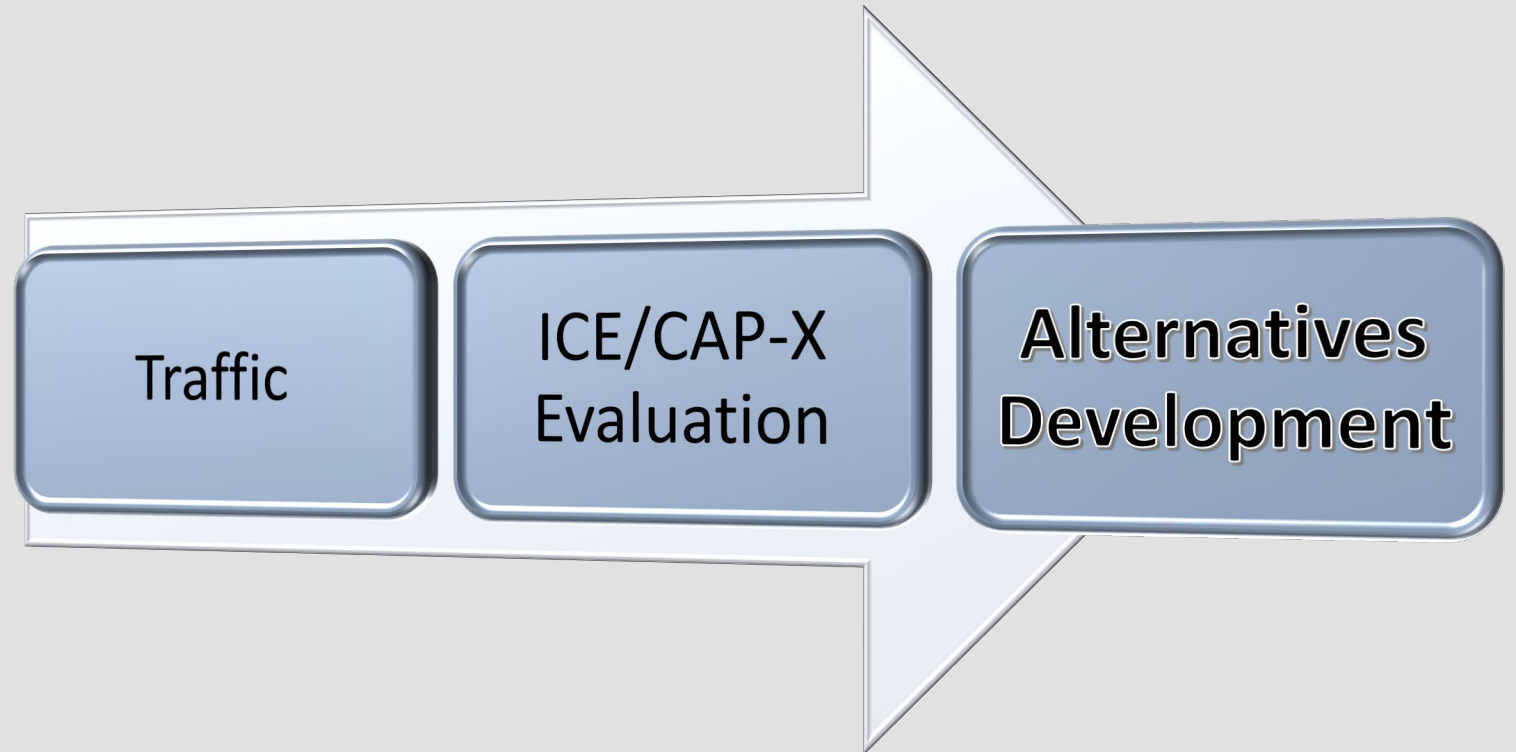 Traffic
ICE/CAP-X
Evaluation
Alternatives
Development